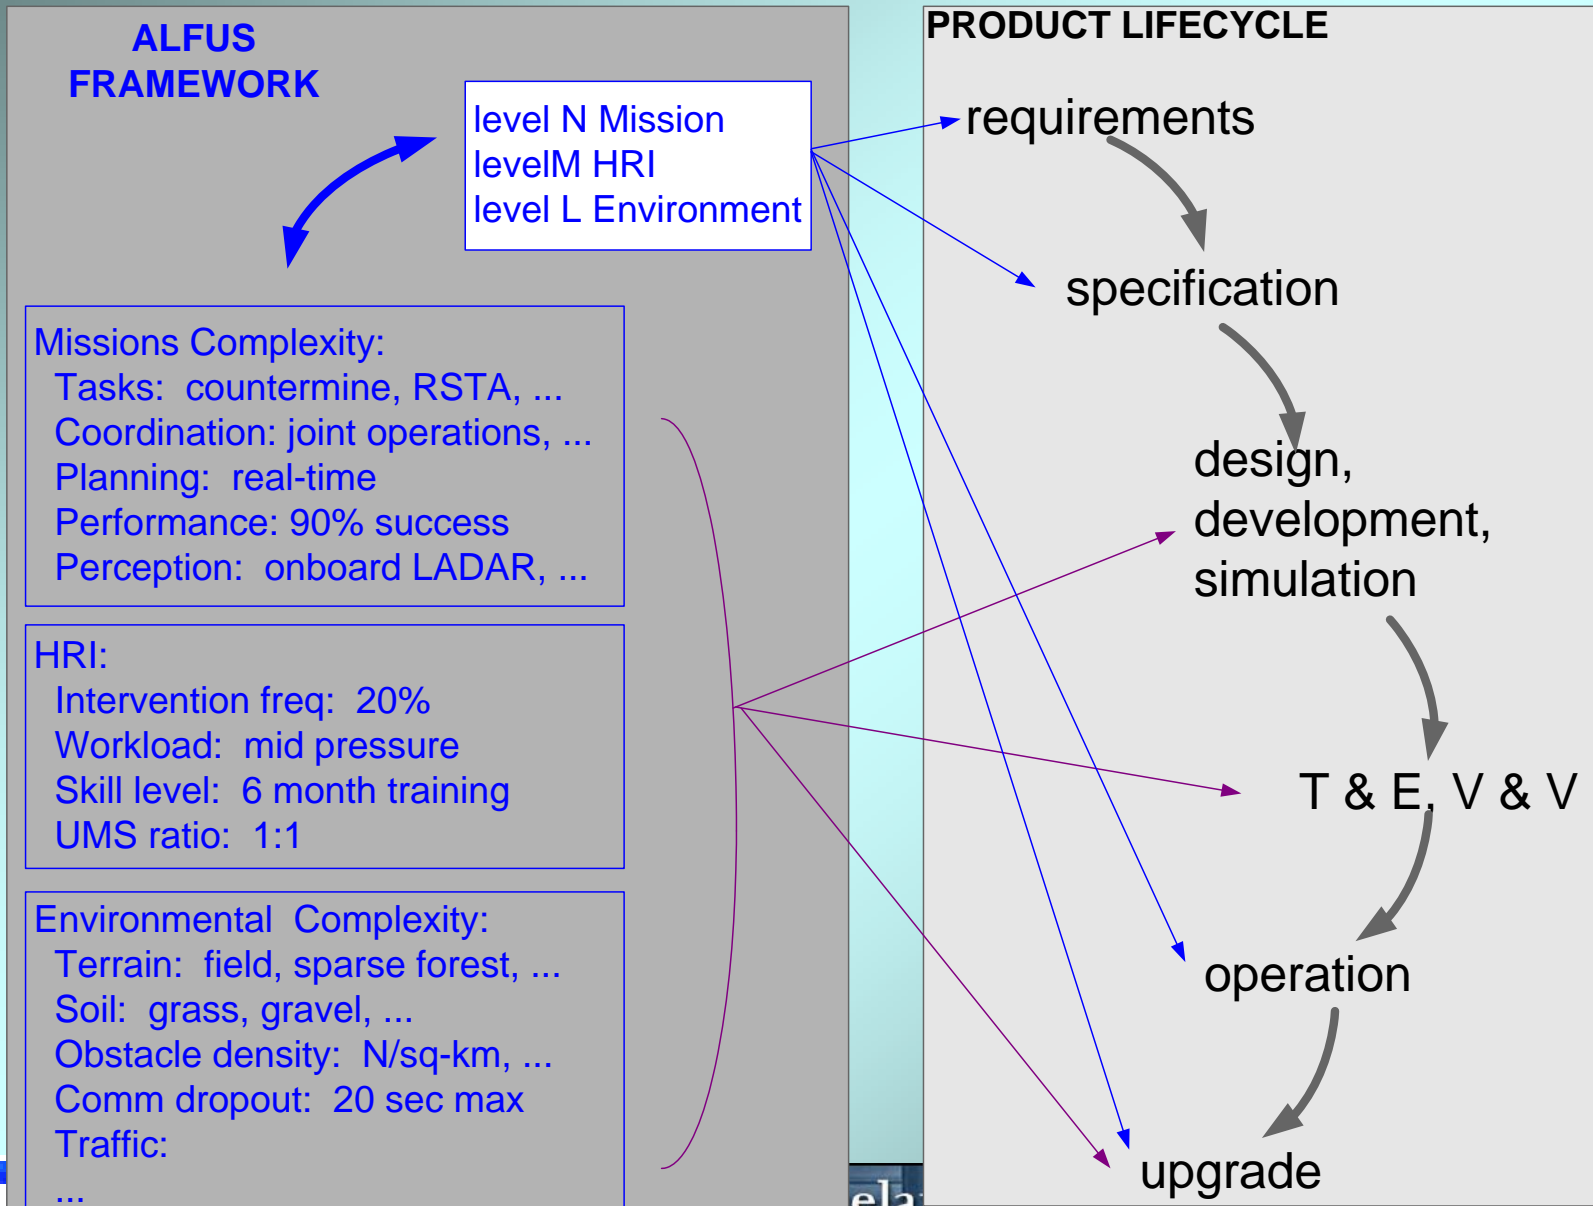 ALFUS
FRAMEWORK
level N Mission
levelM HRI
level L Environment
Missions Complexity:
Tasks: countermine, RSTA, ...
Coordination: joint operations, ...
Planning: real-time
Performance: 90% success
Perception: onboard LADAR, ...
HRI:
Intervention freq: 20%
Workload: mid pressure
Skill level: 6 month training
UMS ratio: 1:1
Environmental Complexity:
Terrain: field, sparse forest, ...
Soil: grass, gravel, ...
Obstacle density: N/sq-km, ...
Comm dropout: 20 sec max
Traffic:
...
PRODUCT LIFECYCLE
requirements
specification
design,
development,
simulation
T & E, V & V
operation
upgrade